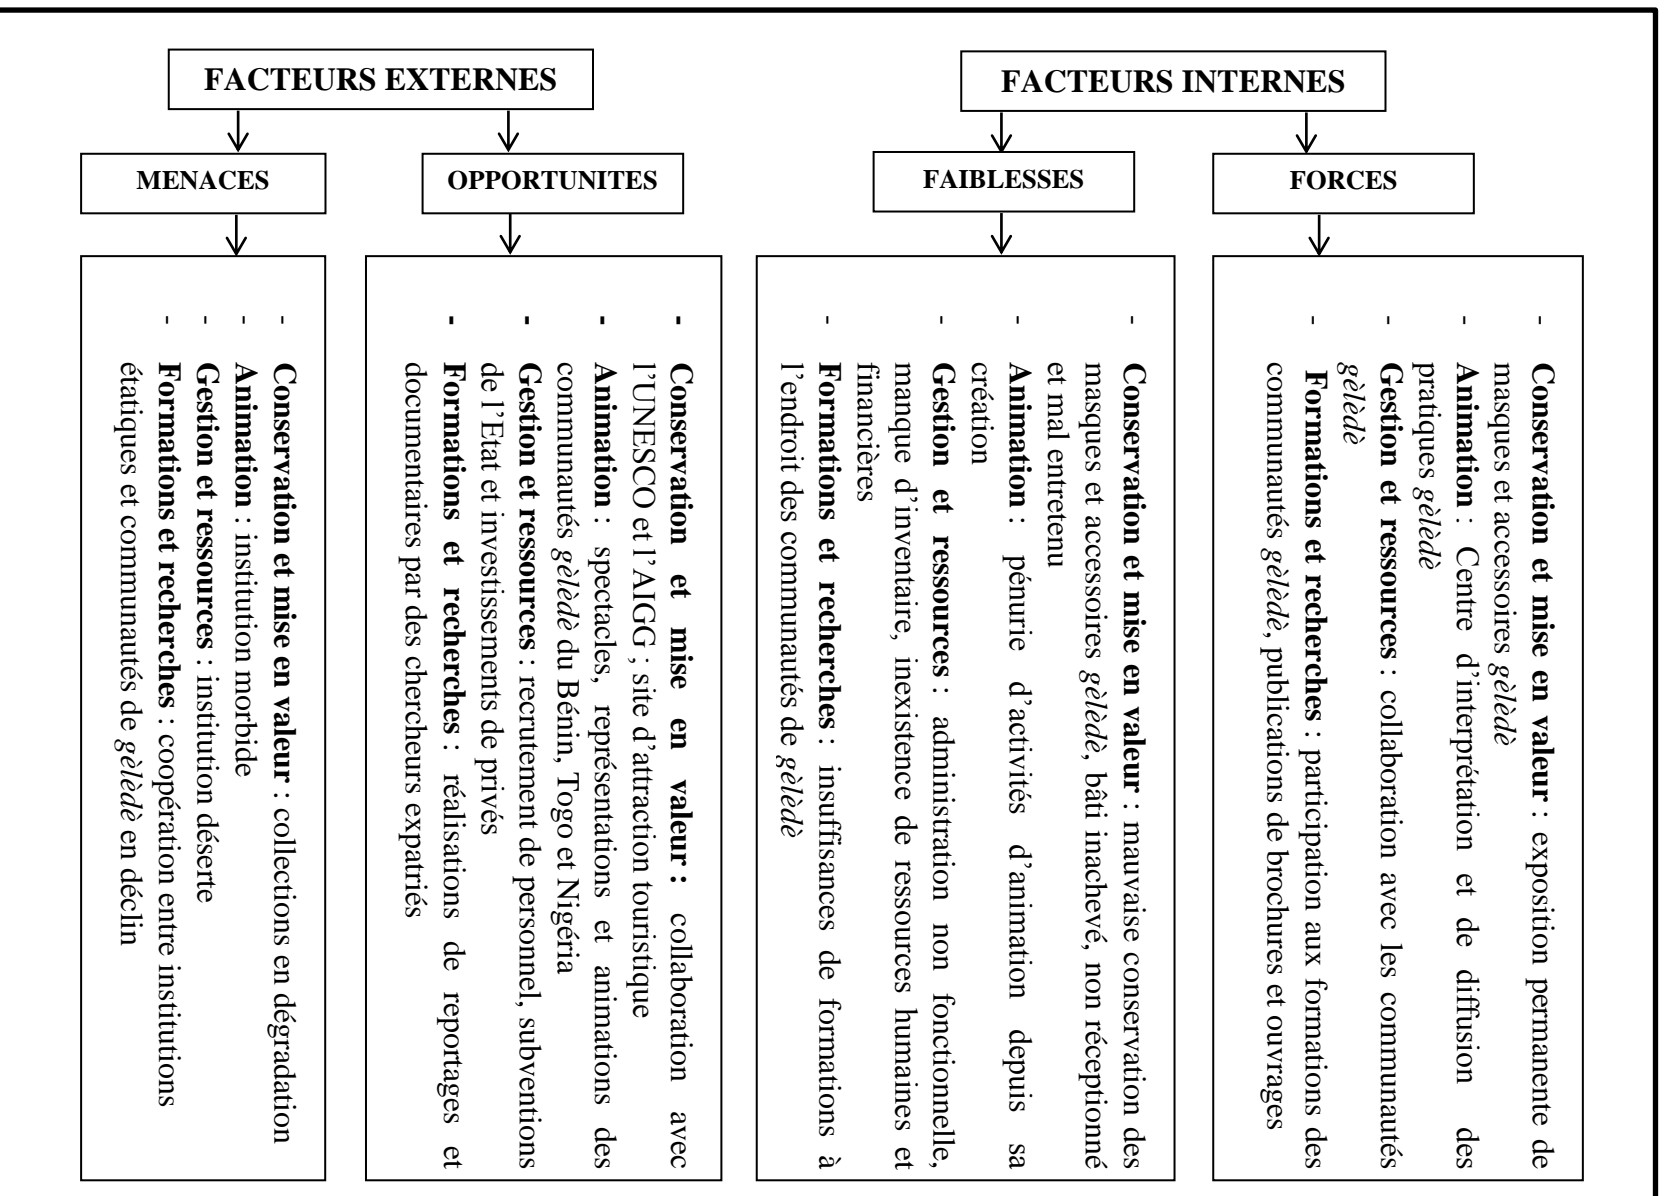 FACTEURS EXTERNES
FACTEURS INTERNES
MENACES
OPPORTUNITES
FAIBLESSES
FORCES
- Conservation et mise en valeur : collections en dégradation
- Animation : institution morbide
- Gestion et ressources : institution déserte
- Formations et recherches : coopération entre institutions
étatiques et communautés de gèlèdè en déclin
- Conservation et mise en valeur : collaboration avec
l'UNESCO et l'AIGG ; site d'attraction touristique
- Animation : spectacles, représentations et animations des
communautés gèlèdè du Bénin, Togo et Nigéria
- Gestion et ressources : recrutement de personnel, subventions
de l'Etat et investissements de privés
- Formations et recherches : réalisations de reportages et
documentaires par des chercheurs expatriés
- Conservation et mise en valeur : mauvaise conservation des
masques et accessoires gèlèdè, bâti inachevé, non réceptionné
et mal entretenu
- Animation : pénurie d'activités d'animation depuis sa
création
- Gestion et ressources : administration non fonctionnelle,
manque d'inventaire, inexistence de ressources humaines et
financières
- Formations et recherches : insuffisances de formations à
l'endroit des communautés de gèlèdè
- Conservation et mise en valeur : exposition permanente de
masques et accessoires gèlèdè
- Animation : Centre d'interprétation et de diffusion des
pratiques gèlèdè
- Gestion et ressources : collaboration avec les communautés
gèlèdè
- Formations et recherches : participation aux formations des
communautés gèlèdè, publications de brochures et ouvrages